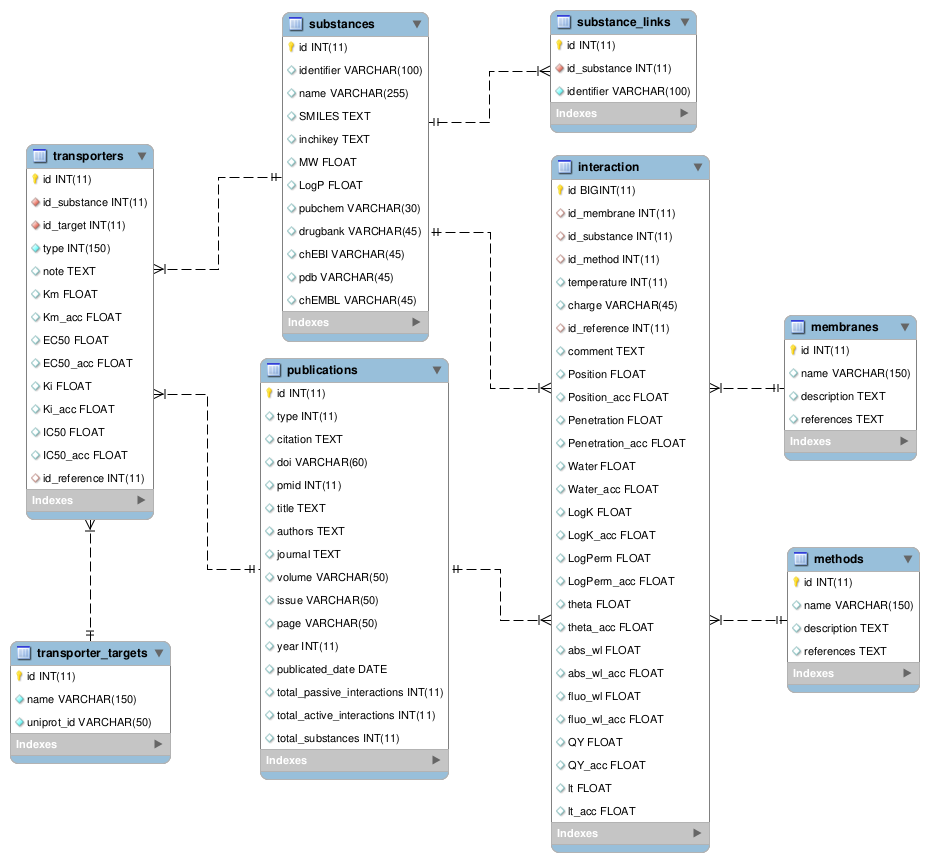 substances
id INT(11)
identifier VARCHAR(100)
name VARCHAR(255)
SMILES TEXT
inchikey TEXT
MW FLOAT
LogP FLOAT
pubchem VARCHAR(30)
drugbank VARCHAR(45)
chEBI VARCHAR(45)
pdb VARCHAR(45)
chEMBL VARCHAR(45)
Indexes
substance_links
id INT(11)
id_substance INT(11)
identifier VARCHAR(100)
Indexes
transporters
id INT(11)
id_substance INT(11)
id_target INT(11)
type INT(150)
note TEXT
Km FLOAT
Km_acc FLOAT
EC50 FLOAT
EC50_acc FLOAT
Ki FLOAT
Ki_acc FLOAT
IC50 FLOAT
IC50_acc FLOAT
id_reference INT(11)
Indexes
interaction
id BIGINT(11)
id_membrane INT(11)
id_substance INT(11)
id_method INT(11)
temperature INT(11)
charge VARCHAR(45)
id_reference INT(11)
comment TEXT
Position FLOAT
Position_acc FLOAT
Penetration FLOAT
Penetration_acc FLOAT
Water FLOAT
Water_acc FLOAT
LogK FLOAT
LogK_acc FLOAT
LogPerm FLOAT
LogPerm_acc FLOAT
theta FLOAT
theta_acc FLOAT
abs_wl FLOAT
abs_wl_acc FLOAT
fluo_wl FLOAT
fluo_wl_acc FLOAT
QY FLOAT
QY_acc FLOAT
lt FLOAT
lt_acc FLOAT
Indexes
membranes
id INT(11)
name VARCHAR(150)
description TEXT
references TEXT
Indexes
publications
id INT(11)
type INT(11)
citation TEXT
doi VARCHAR(60)
pmid INT(11)
title TEXT
authors TEXT
journal TEXT
volume VARCHAR(50)
issue VARCHAR(50)
page VARCHAR(50)
year INT(11)
publicated_date DATE
total_passive_interactions INT(11)
total_active_interactions INT(11)
total_substances INT(11)
Indexes
methods
id INT(11)
name VARCHAR(150)
description TEXT
references TEXT
Indexes
transporter_targets
id INT(11)
name VARCHAR(150)
uniprot_id VARCHAR(50)
Indexes